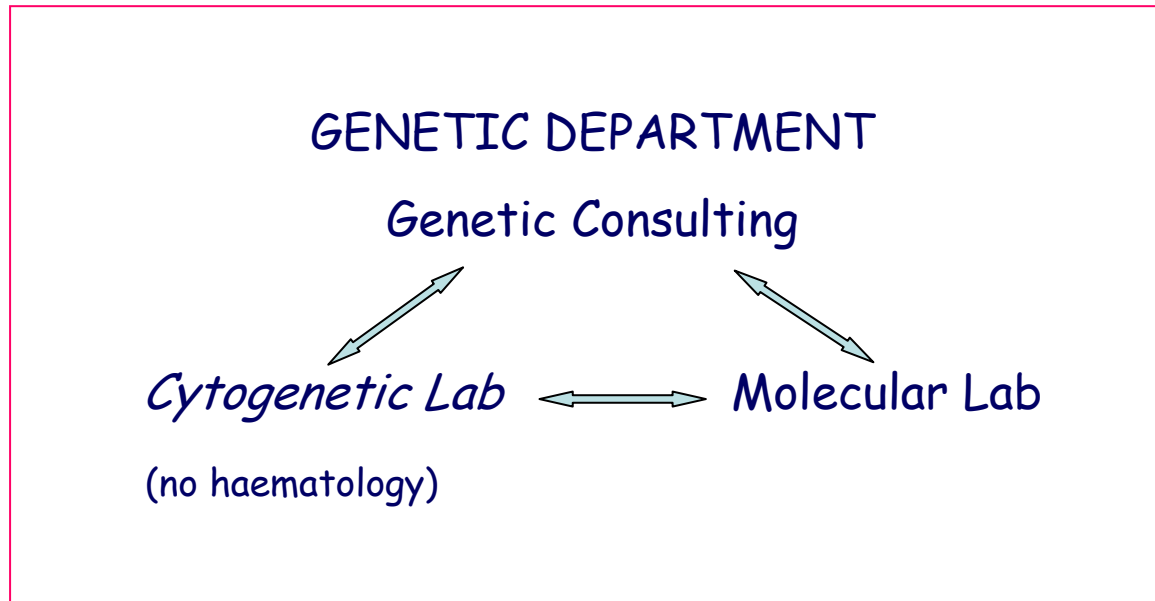 GENETIC DEPARTMENT
Genetic Consulting
Cytogenetic Lab
Molecular Lab
(no haematology)